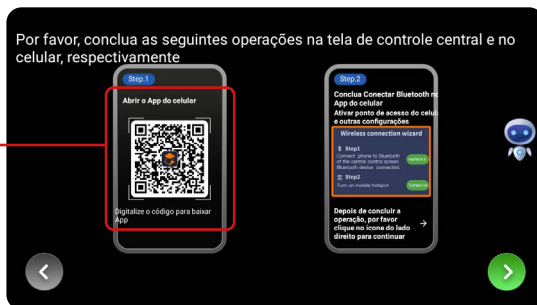 Por favor, conclua as seguintes operações na tela de controle central e no
celular, respectivamente
Step.1
Abrir o App do celular
Digitalize o código para baixar
App
Step.2
Conclua Conectar Bluetooth no
App do celular
Ativar ponto de acesso do celul
e outras configurações
Wireless connection wizard
Step1
Connect phone to Bluetooth
of the central control screen.
Bluetooth device connected.
Step2
Turn on mobile hotspot
Turned on
Depois de concluir a
operação, por favor
clique no ícone do lado
direito para continuar